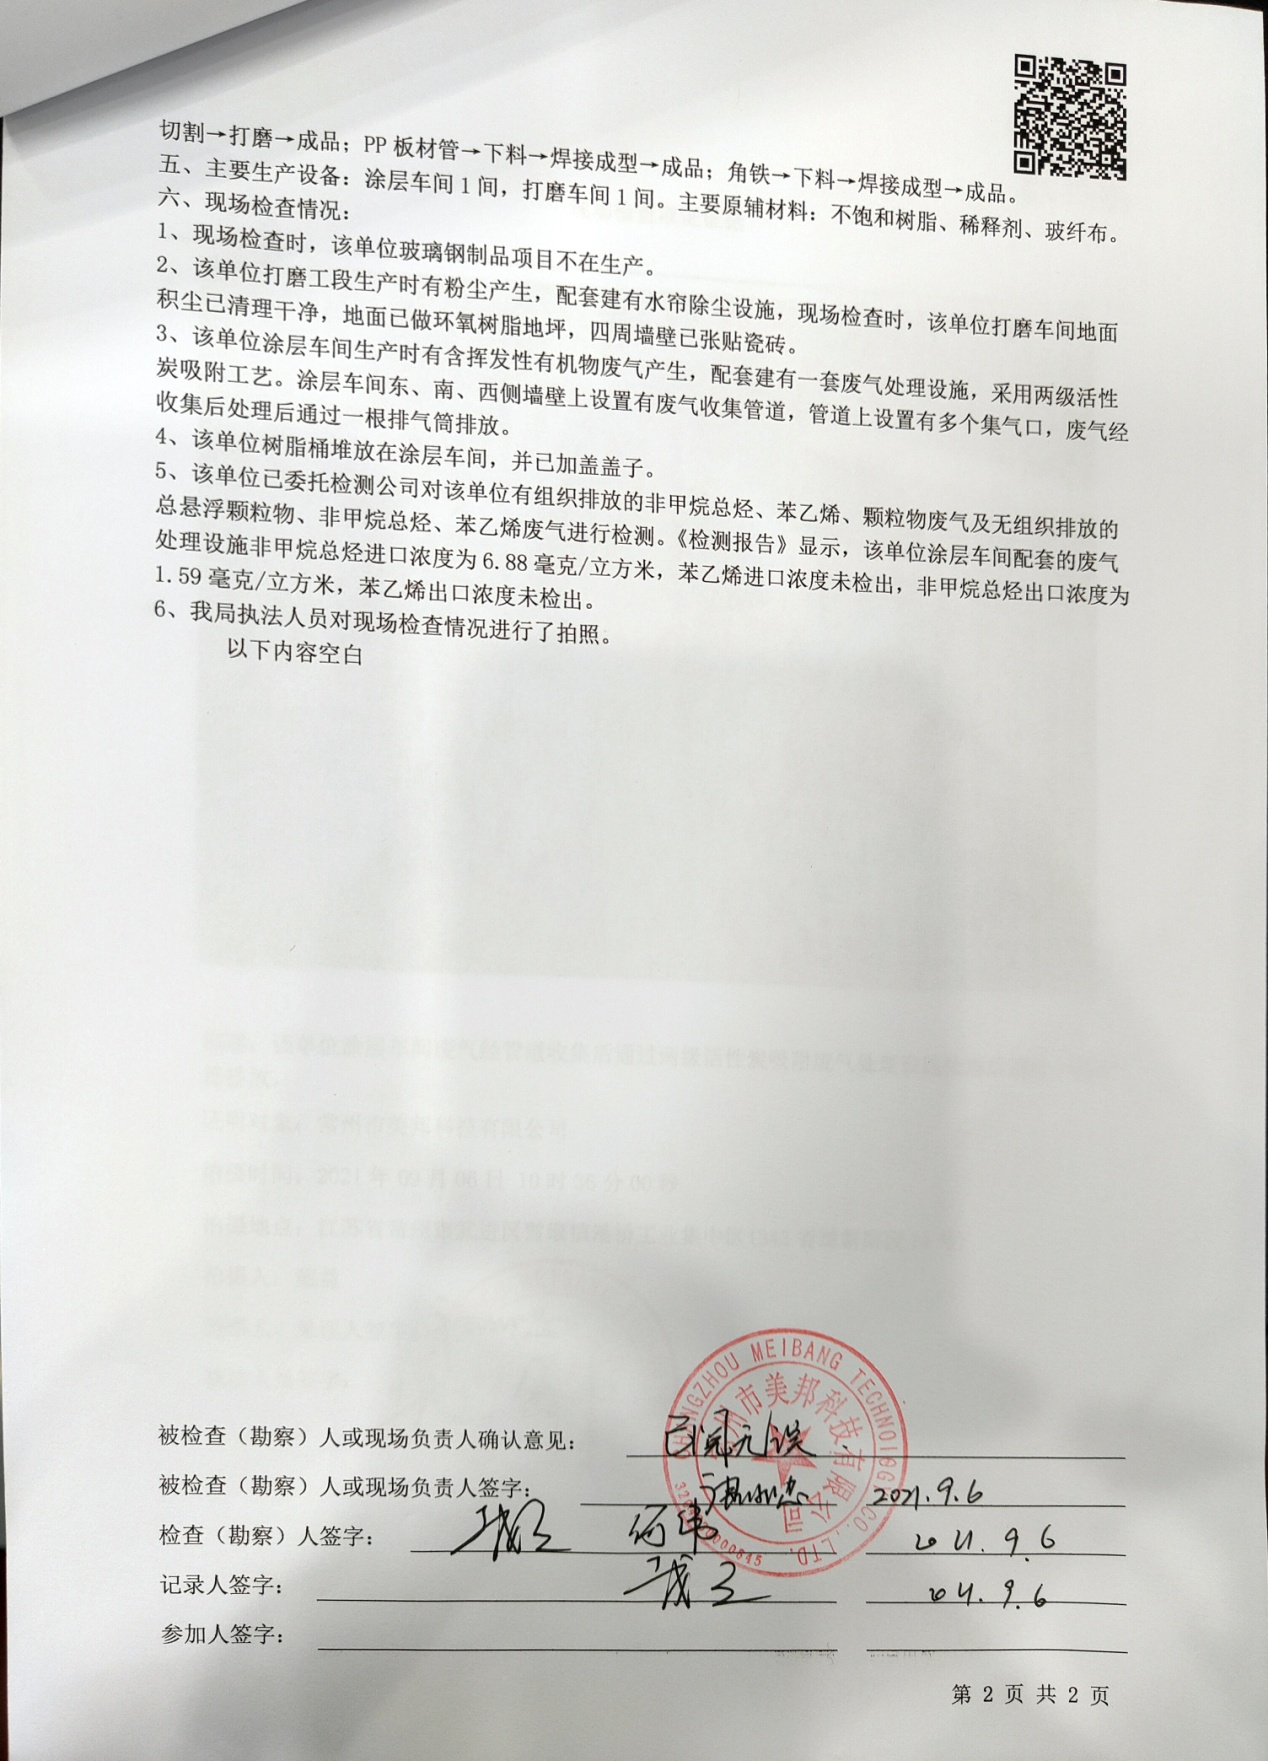 切割→打磨→成品；PP 板材管→下料→焊接成型→成品；角铁→下料→焊接成型→成品。
五、主要生产设备：涂层车间 1 间，打磨车间 1 间。主要原辅材料：不饱和树脂、稀释剂、玻纤布。
六、现场检查情况：
1、现场检查时，该单位玻璃钢制品项目不在生产。
2、该单位打磨工段生产时有粉尘产生，配套建有水帘除尘设施，现场检查时，该单位打磨车间地面
积尘已清理干净，地面已做环氧树脂地坪，四周墙壁已张贴瓷砖。
3、该单位涂层车间生产时有含挥发性有机物废气产生，配套建有一套废气处理设施，采用两级活性
炭吸附工艺。涂层车间东、南、西侧墙壁上设置有废气收集管道，管道上设置有多个集气口，废气经
收集后处理后通过一根排气筒排放。
4、该单位树脂桶堆放在涂层车间，并已加盖盖子。
5、该单位已委托检测公司对该单位有组织排放的非甲烷总烃、苯乙烯、颗粒物废气及无组织排放的
总悬浮颗粒物、非甲烷总烃、苯乙烯废气进行检测。《检测报告》显示，该单位涂层车间配套的废气
处理设施非甲烷总烃进口浓度为 6.88 毫克/立方米，苯乙烯进口浓度未检出，非甲烷总烃出口浓度为
1.59 毫克/立方米，苯乙烯出口浓度未检出。
6、我局执法人员对现场检查情况进行了拍照。
以下内容空白
CHANGZHOU MEIBANG TECHNOLOGY CO.,LTD.
常州市美邦科技有限公司
被检查（勘察）人或现场负责人确认意见：已阅无误
被检查（勘察）人或现场负责人签字： 2021.9.6
检查（勘察）人签字： 2021.9.6
记录人签字： 2021.9.6
参加人签字：
第 2 页 共 2 页